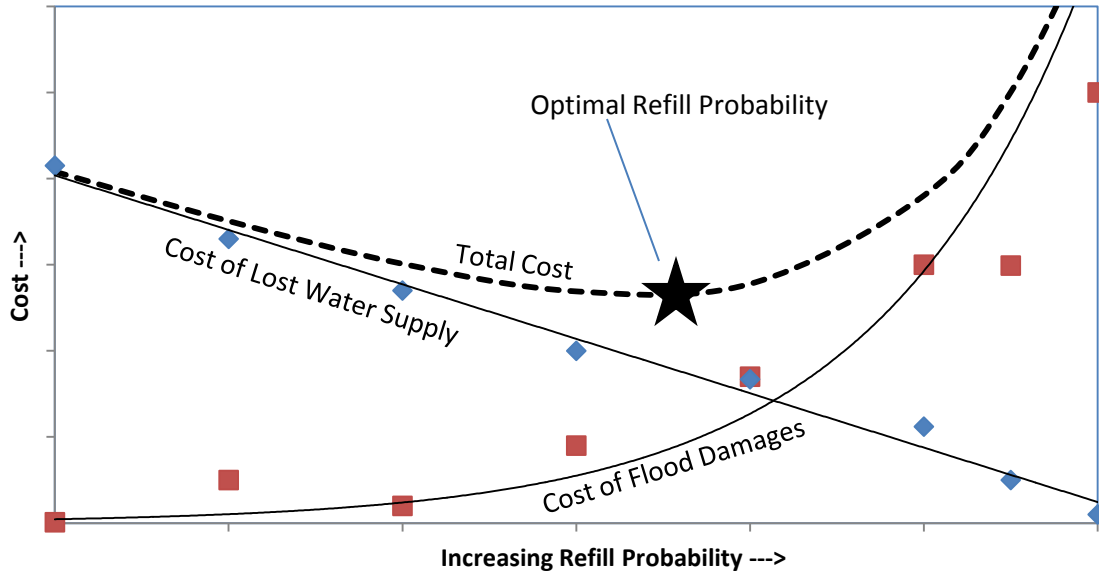 Optimal Refill Probability
Total Cost
Cost of Lost Water Supply
Cost of Flood Damages
Cost --->
Increasing Refill Probability --->